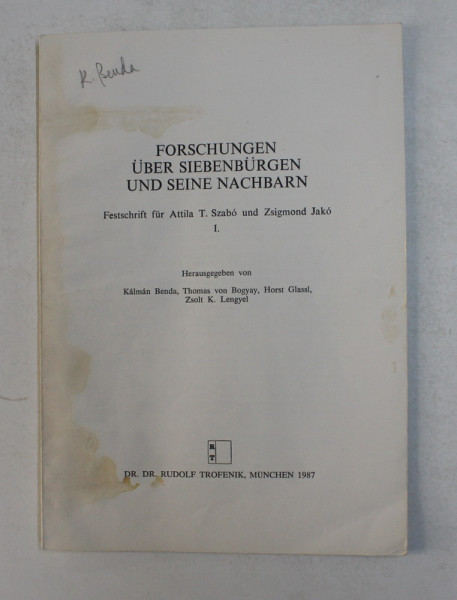 K. Benda
FORSCHUNGEN
ÜBER SIEBENBÜRGEN
UND SEINE NACHBARN
Festschrift für Attila T. Szabó und Zsigmond Jakó
I.
Herausgegeben von
Kálmán Benda, Thomas von Bogyay, Horst Glassl,
Zsolt K. Lengyel
R
T
DR. DR. RUDOLF TROFENIK, MÜNCHEN 1987